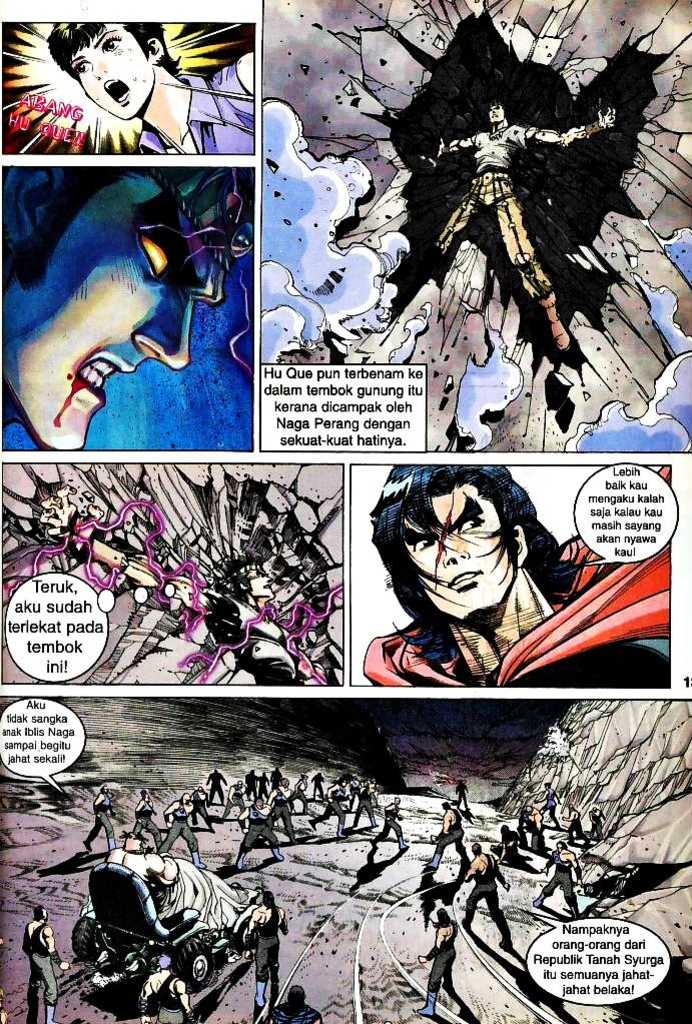 ABANG
HU QUE!!
Hu Que pun terbenam ke
dalam tembok gunung itu
kerana dicampak oleh
Naga Perang dengan
sekuat-kuat hatinya.
Teruk,
aku sudah
terlekat pada
tembok
ini!
Lebih
baik kau
mengaku kalah
saja kalau kau
masih sayang
akan nyawa
kau!
Aku
tidak sangka
anak Iblis Naga
sampai begitu
jahat sekali!
Nampaknya
orang-orang dari
Republik Tanah Syurga
itu semuanya jahat-
jahat belaka!